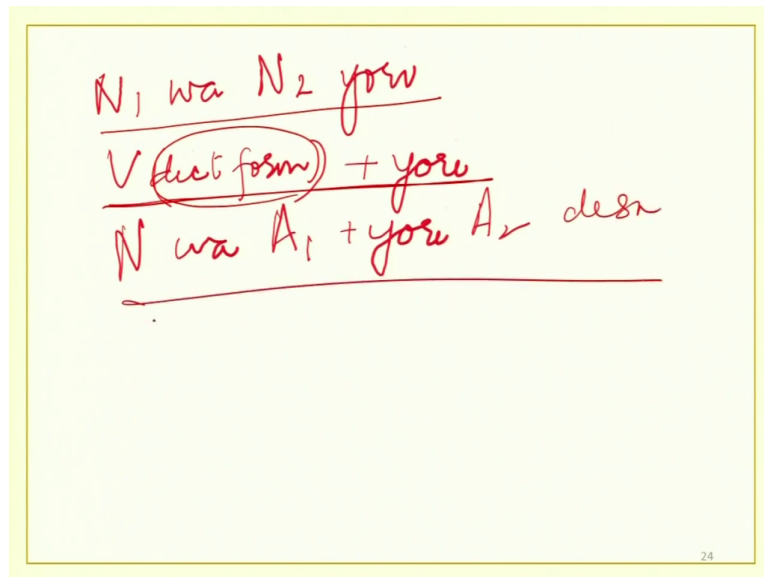 N₁ wa N₂ yori
V (dict form) + yori
N wa A₁ + yori A₂ desu
24